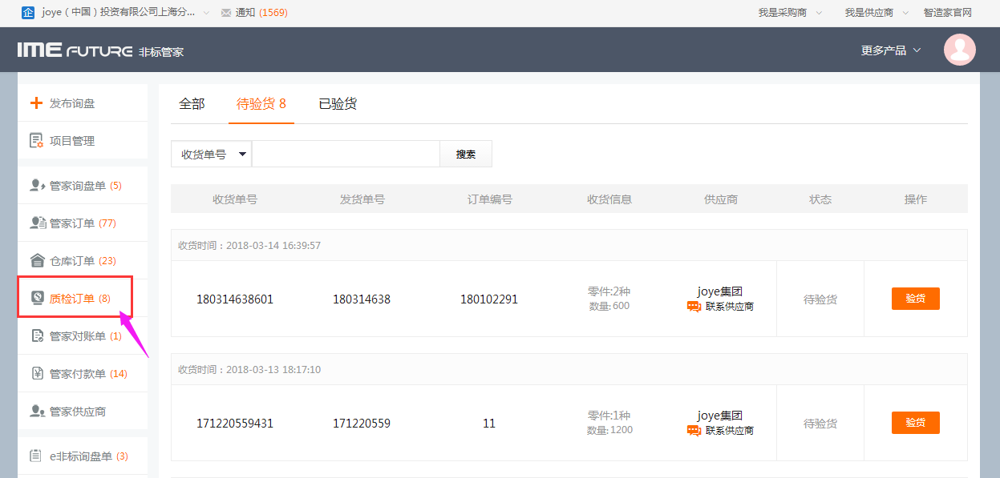 企 joye（中国）投资有限公司上海分... 通知 (1569) 我是采购商 我是供应商 智造家官网
IME FUTURE 非标管家 更多产品
发布询盘
项目管理
管家询盘单 (5)
管家订单 (77)
仓库订单 (23)
质检订单 (8)
管家对账单 (1)
管家付款单 (14)
管家供应商
e非标询盘单 (3)
全部 待验货 8 已验货
收货单号 搜索
收货单号 发货单号 订单编号 收货信息 供应商 状态 操作
收货时间：2018-03-14 16:39:57
180314638601 180314638 180102291 零件:2种 joye集团 待验货 验货
数量:600 联系供应商
收货时间：2018-03-13 18:17:10
171220559431 171220559 11 零件:1种 joye集团 待验货 验货
数量:1200 联系供应商